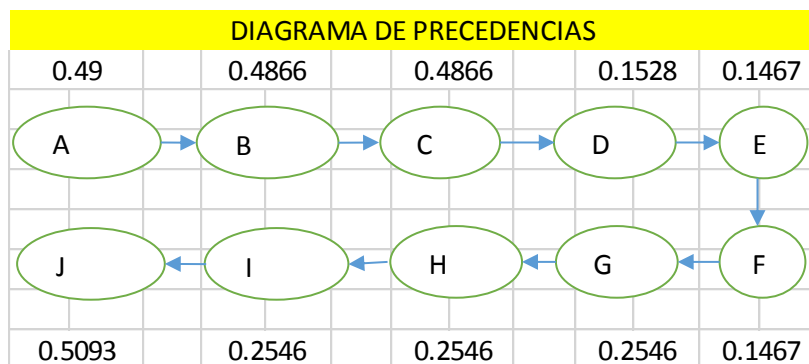 DIAGRAMA DE PRECEDENCIAS
0.49 0.4866 0.4866 0.1528 0.1467
A B C D E
J I H G F
0.5093 0.2546 0.2546 0.2546 0.1467